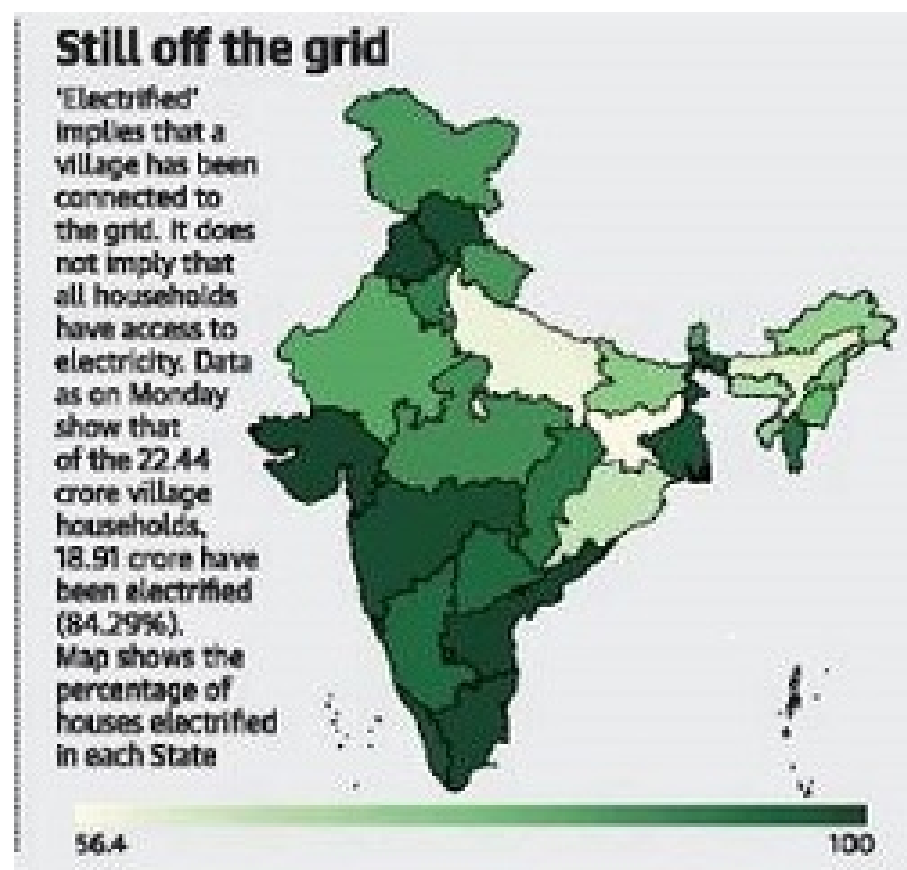 Still off the grid
'Electrified'
implies that a
village has been
connected to
the grid. It does
not imply that
all households
have access to
electricity. Data
as on Monday
show that
of the 22.44
crore village
households,
18.91 crore have
been electrified
(84.29%).
Map shows the
percentage of
houses electrified
in each State
56.4
100